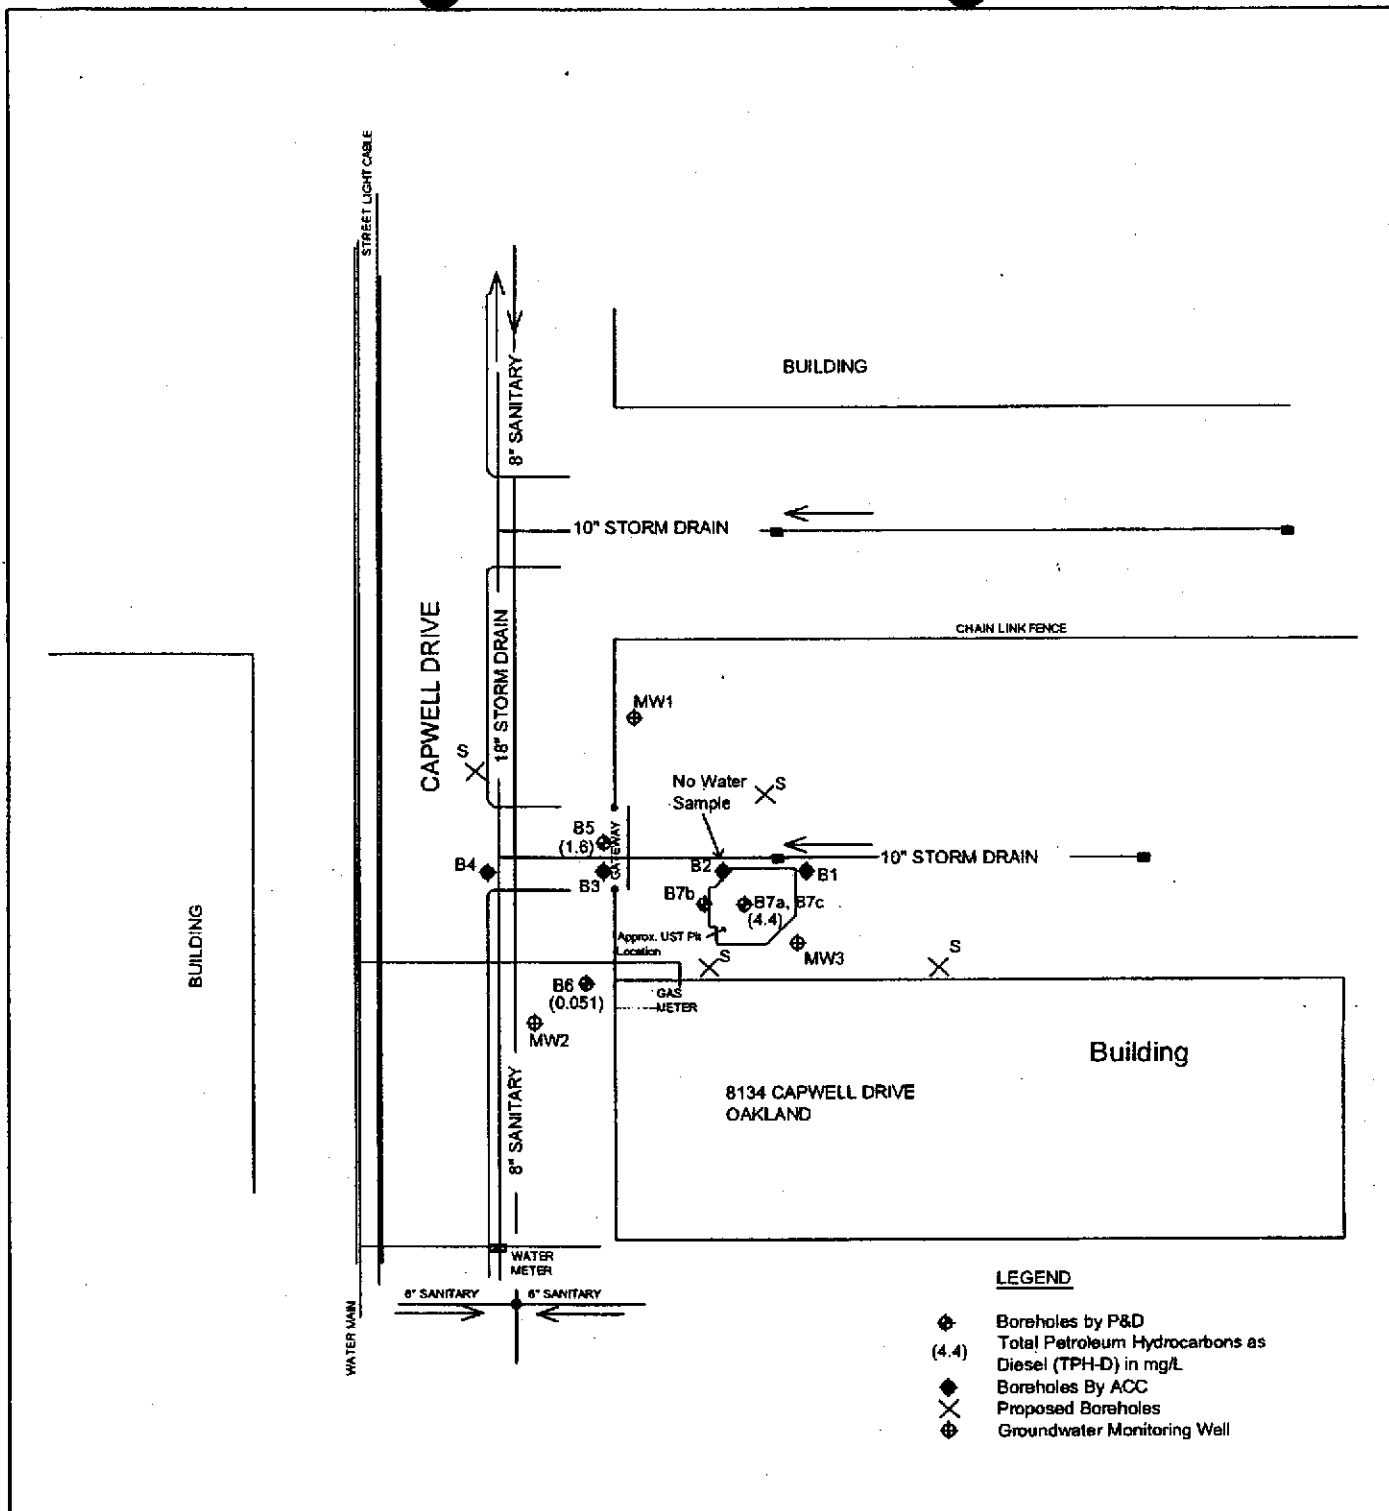 STREET LIGHT CABLE
8" SANITARY
BUILDING
10" STORM DRAIN
CHAIN LINK FENCE
CAPWELL DRIVE
18" STORM DRAIN
MW1
S
No Water
Sample
S
B5
(1.6)
GATEWAY
10" STORM DRAIN
B4
B3
B2
B1
B7b
B7a, B7c
(4.4)
BUILDING
Approx. UST Pit
Location
MW3
S
S
B6
(0.051)
GAS
METER
MW2
Building
8134 CAPWELL DRIVE
OAKLAND
8" SANITARY
WATER
METER
6" SANITARY
6" SANITARY
WATER MAIN
LEGEND
Boreholes by P&D
(4.4)
Total Petroleum Hydrocarbons as
Diesel (TPH-D) in mg/L
Boreholes By ACC
Proposed Boreholes
Groundwater Monitoring Well